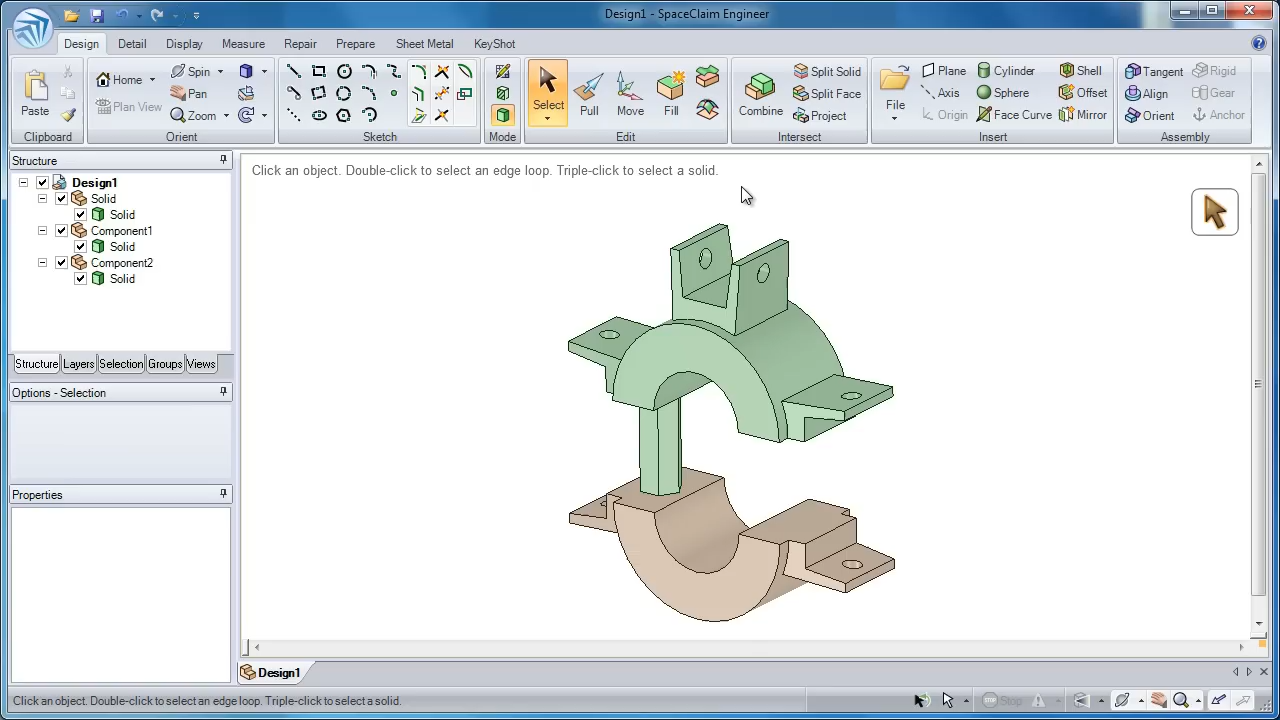 Design1 - SpaceClaim Engineer
Design Detail Display Measure Repair Prepare Sheet Metal KeyShot
Paste
Clipboard
Home
Plan View
Spin
Pan
Zoom
Orient
Sketch
Mode
Select
Pull
Move
Fill
Edit
Combine
Split Solid
Split Face
Project
Intersect
File
Plane
Axis
Origin
Cylinder
Sphere
Face Curve
Shell
Offset
Mirror
Insert
Tangent
Align
Orient
Rigid
Gear
Anchor
Assembly
Structure
Design1
Solid
Solid
Component1
Solid
Component2
Solid
Structure Layers Selection Groups Views
Options - Selection
Properties
Click an object. Double-click to select an edge loop. Triple-click to select a solid.
Design1
Click an object. Double-click to select an edge loop. Triple-click to select a solid.
Stop